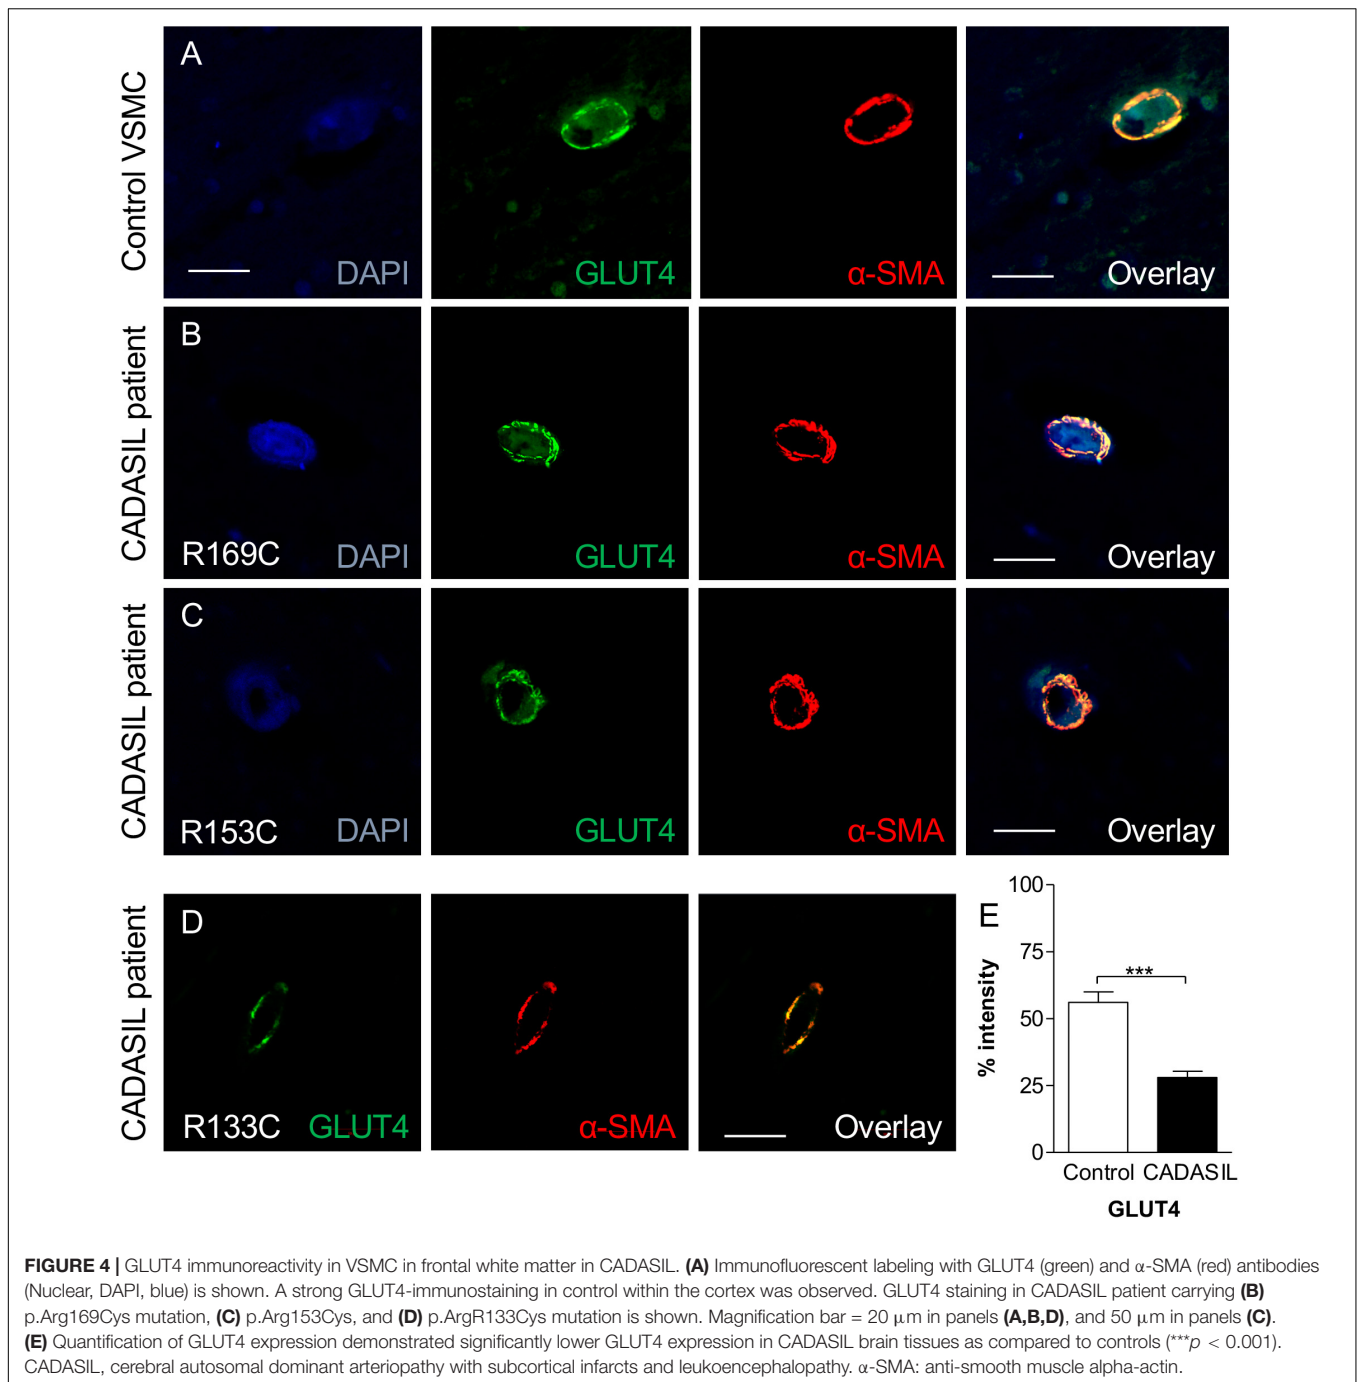 Control VSMC
A
DAPI
GLUT4
α-SMA
Overlay
CADASIL patient
B
R169C
DAPI
GLUT4
α-SMA
Overlay
CADASIL patient
C
R153C
DAPI
GLUT4
α-SMA
Overlay
CADASIL patient
D
R133C
GLUT4
α-SMA
Overlay
E
% intensity
100
75
50
25
0
***
Control CADASIL
GLUT4
FIGURE 4 | GLUT4 immunoreactivity in VSMC in frontal white matter in CADASIL. (A) Immunofluorescent labeling with GLUT4 (green) and α-SMA (red) antibodies
(Nuclear, DAPI, blue) is shown. A strong GLUT4-immunostaining in control within the cortex was observed. GLUT4 staining in CADASIL patient carrying (B)
p.Arg169Cys mutation, (C) p.Arg153Cys, and (D) p.ArgR133Cys mutation is shown. Magnification bar = 20 μm in panels (A,B,D), and 50 μm in panels (C).
(E) Quantification of GLUT4 expression demonstrated significantly lower GLUT4 expression in CADASIL brain tissues as compared to controls (***p < 0.001).
CADASIL, cerebral autosomal dominant arteriopathy with subcortical infarcts and leukoencephalopathy. α-SMA: anti-smooth muscle alpha-actin.